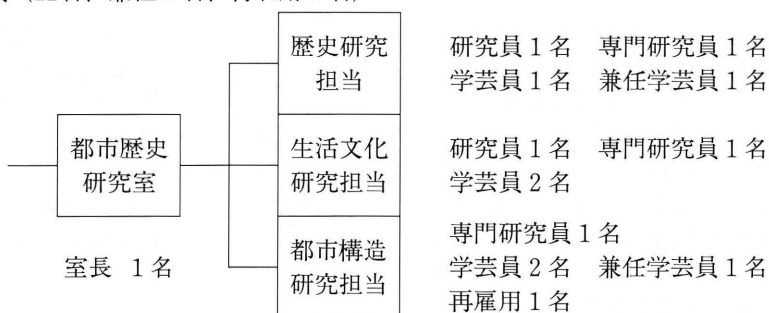 歴史研究
担当
研究員1名 専門研究員1名
学芸員1名 兼任学芸員1名
都市歴史
研究室
室長 1名
生活文化
研究担当
研究員1名 専門研究員1名
学芸員2名
都市構造
研究担当
専門研究員1名
学芸員2名 兼任学芸員1名
再雇用1名